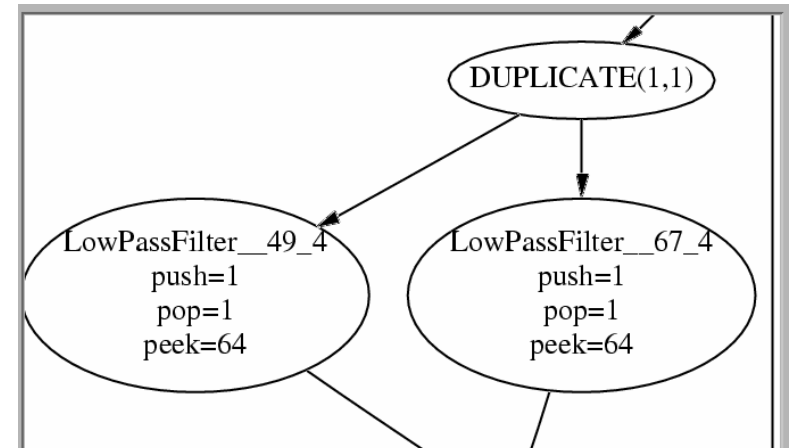 DUPLICATE(1,1)
LowPassFilter__49_4
push=1
pop=1
peek=64
LowPassFilter__67_4
push=1
pop=1
peek=64